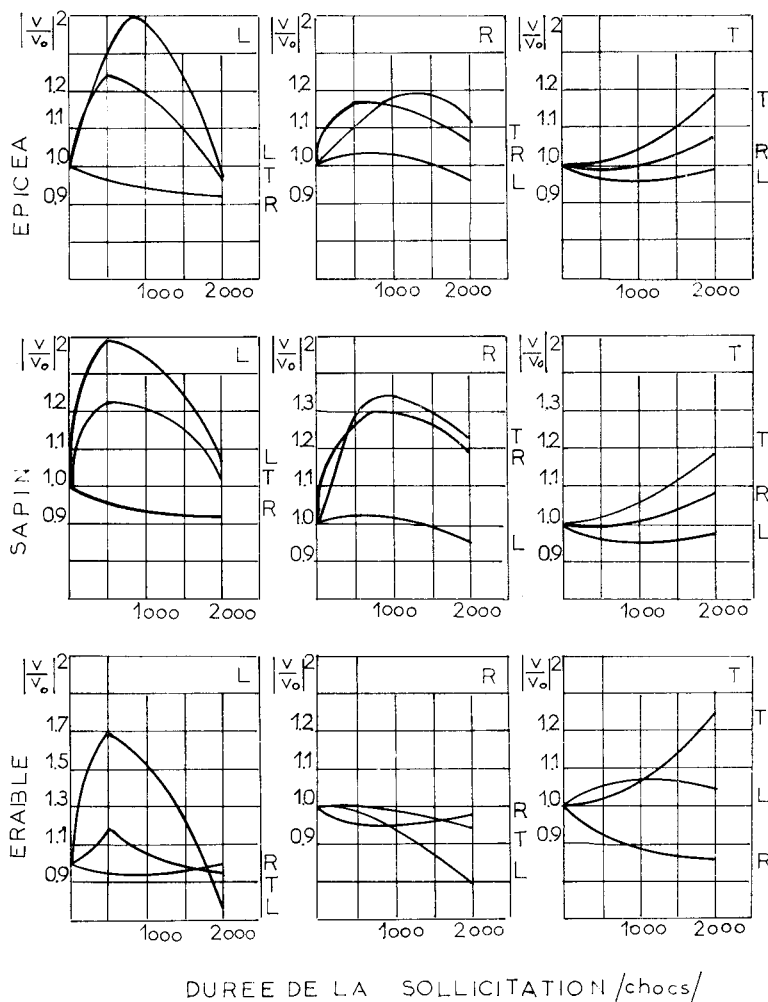 |V/V₀|² L
1.2
1.1
1.0
0.9
L
T
R
1000 2000
|V/V₀|² R
1.2
1.1
1.0
0.9
T
R
L
1000 2000
|V/V₀|² T
1.2
1.1
1.0
0.9
T
R
L
1000 2000
EPICEA
|V/V₀|² L
1.2
1.1
1.0
0.9
L
T
R
1000 2000
|V/V₀|² R
1.3
1.2
1.1
1.0
0.9
T
R
L
1000 2000
|V/V₀|² T
1.3
1.2
1.1
1.0
0.9
T
R
L
1000 2000
SAPIN
|V/V₀|² L
1.7
1.5
1.3
1.1
0.9
R
T
L
1000 2000
|V/V₀|² R
1.2
1.1
1.0
0.9
R
T
L
1000 2000
|V/V₀|² T
1.2
1.1
1.0
0.9
T
L
R
1000 2000
ERABLE
DUREE DE LA SOLLICITATION /chocs/